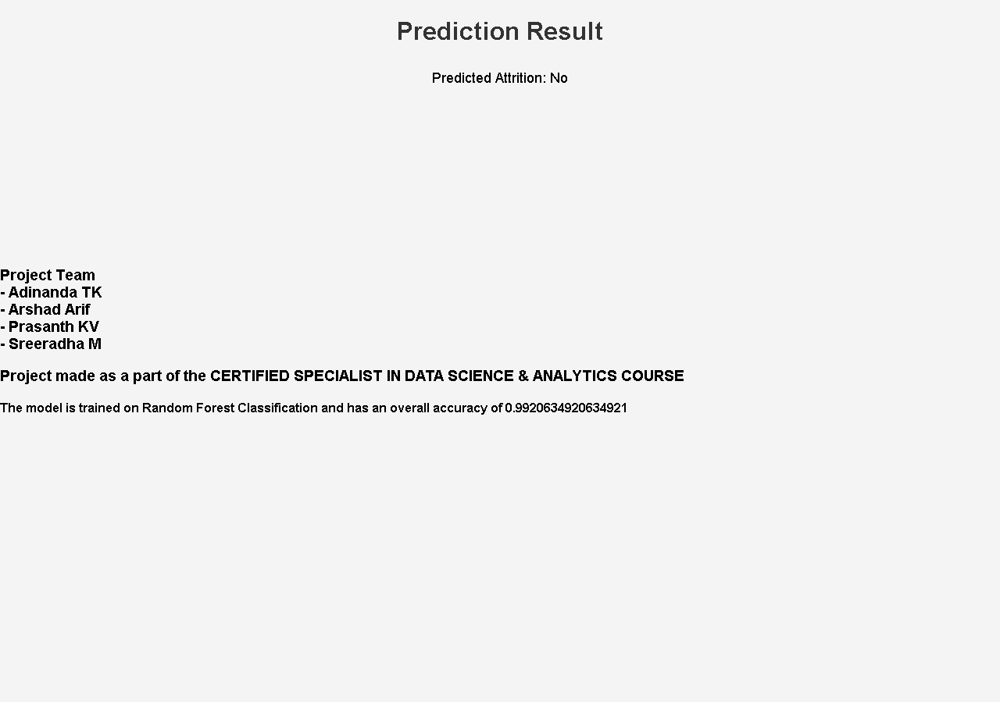 Prediction Result
Predicted Attrition: No
Project Team
- Adinanda TK
- Arshad Arif
- Prasanth KV
- Sreeradha M
Project made as a part of the CERTIFIED SPECIALIST IN DATA SCIENCE & ANALYTICS COURSE
The model is trained on Random Forest Classification and has an overall accuracy of 0.9920634920634921